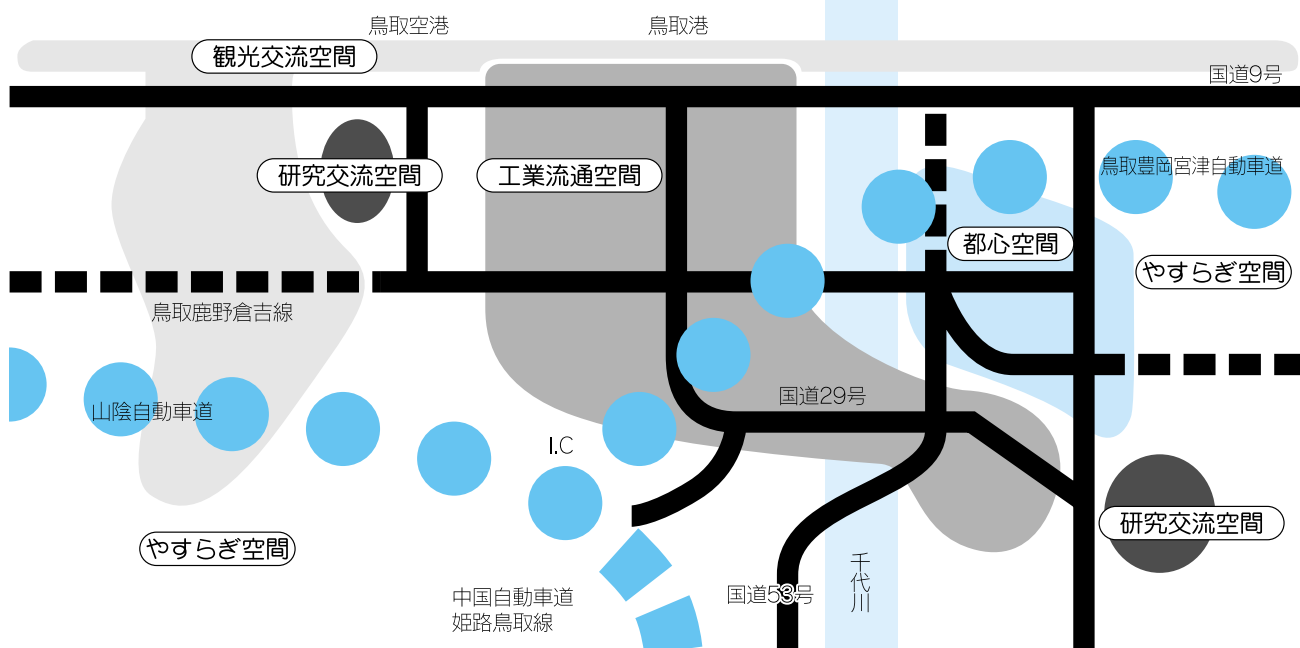 鳥取空港
鳥取港
観光交流空間
国道9号
研究交流空間
工業流通空間
鳥取豊岡宮津自動車道
都心空間
やすらぎ空間
鳥取鹿野倉吉線
国道29号
山陰自動車道
I.C
研究交流空間
やすらぎ空間
千代川
中国自動車道
姫路鳥取線
国道53号